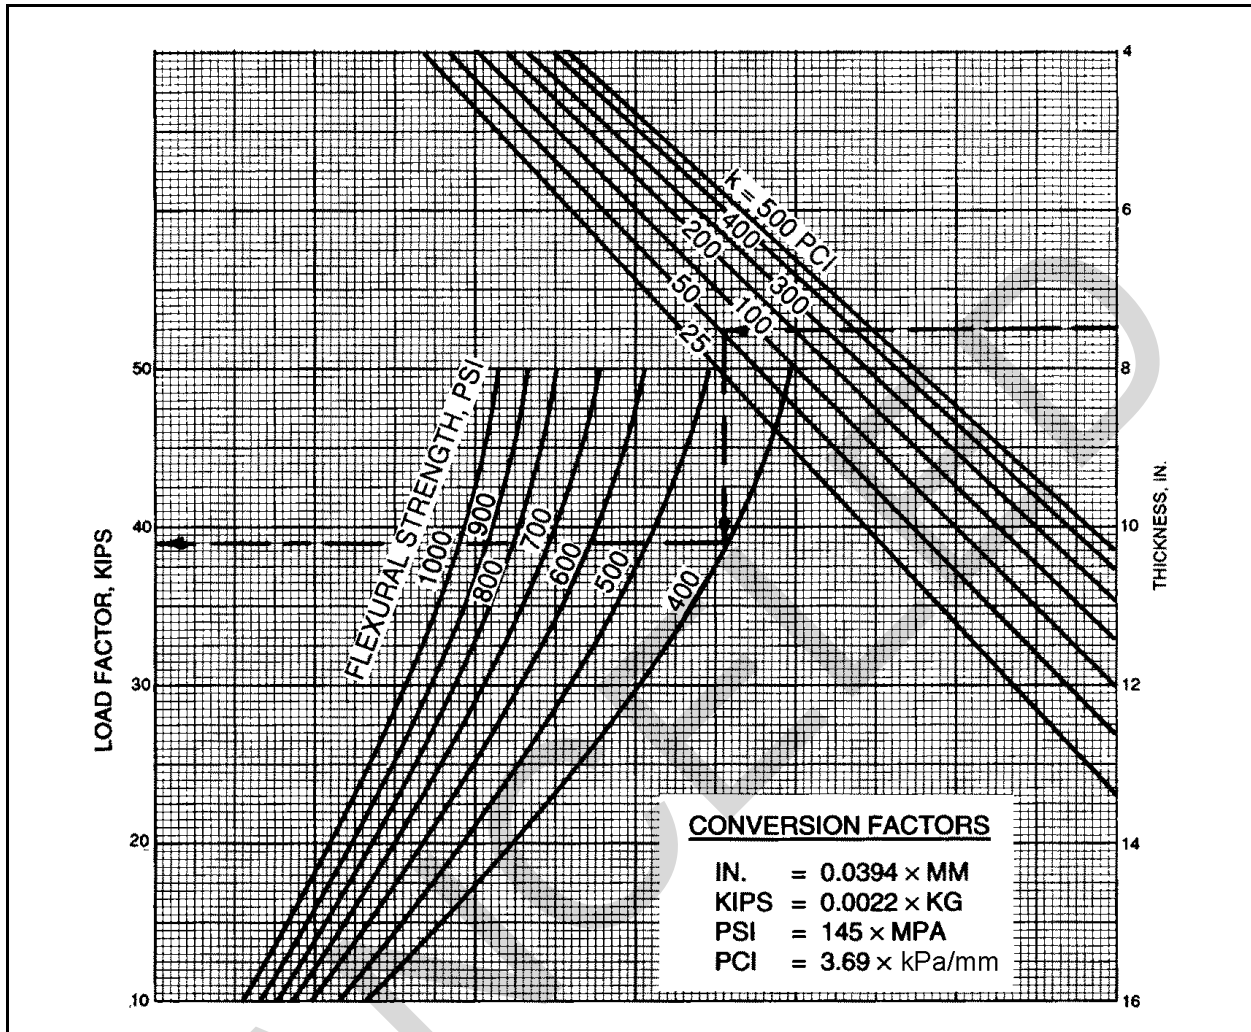 4
k = 500 PCI
400
300
200
100
50
25
6
8
10
12
14
16
THICKNESS, IN.
50
40
30
20
10
LOAD FACTOR, KIPS
FLEXURAL STRENGTH, PSI
1000
900
800
700
600
500
400
CONVERSION FACTORS
IN. = 0.0394 × MM
KIPS = 0.0022 × KG
PSI = 145 × MPA
PCI = 3.69 × kPa/mm